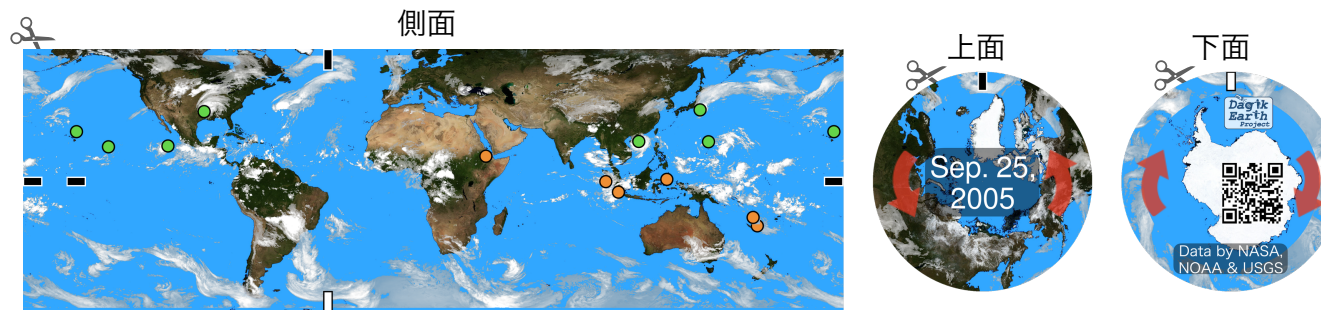 側面
上面
下面
Sep. 25,
2005
Dagik
Earth
Project
Data by NASA,
NOAA & USGS